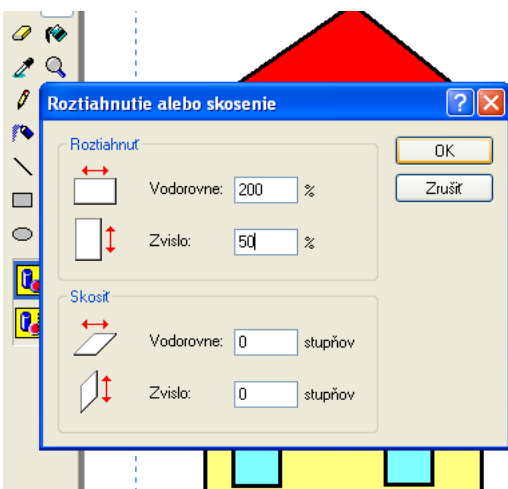 Roztiahnutie alebo skosenie
Roztiahnuť
Vodorovne: 200 %
Zvislo: 50 %
Skosiť
Vodorovne: 0 stupňov
Zvislo: 0 stupňov
OK
Zrušiť